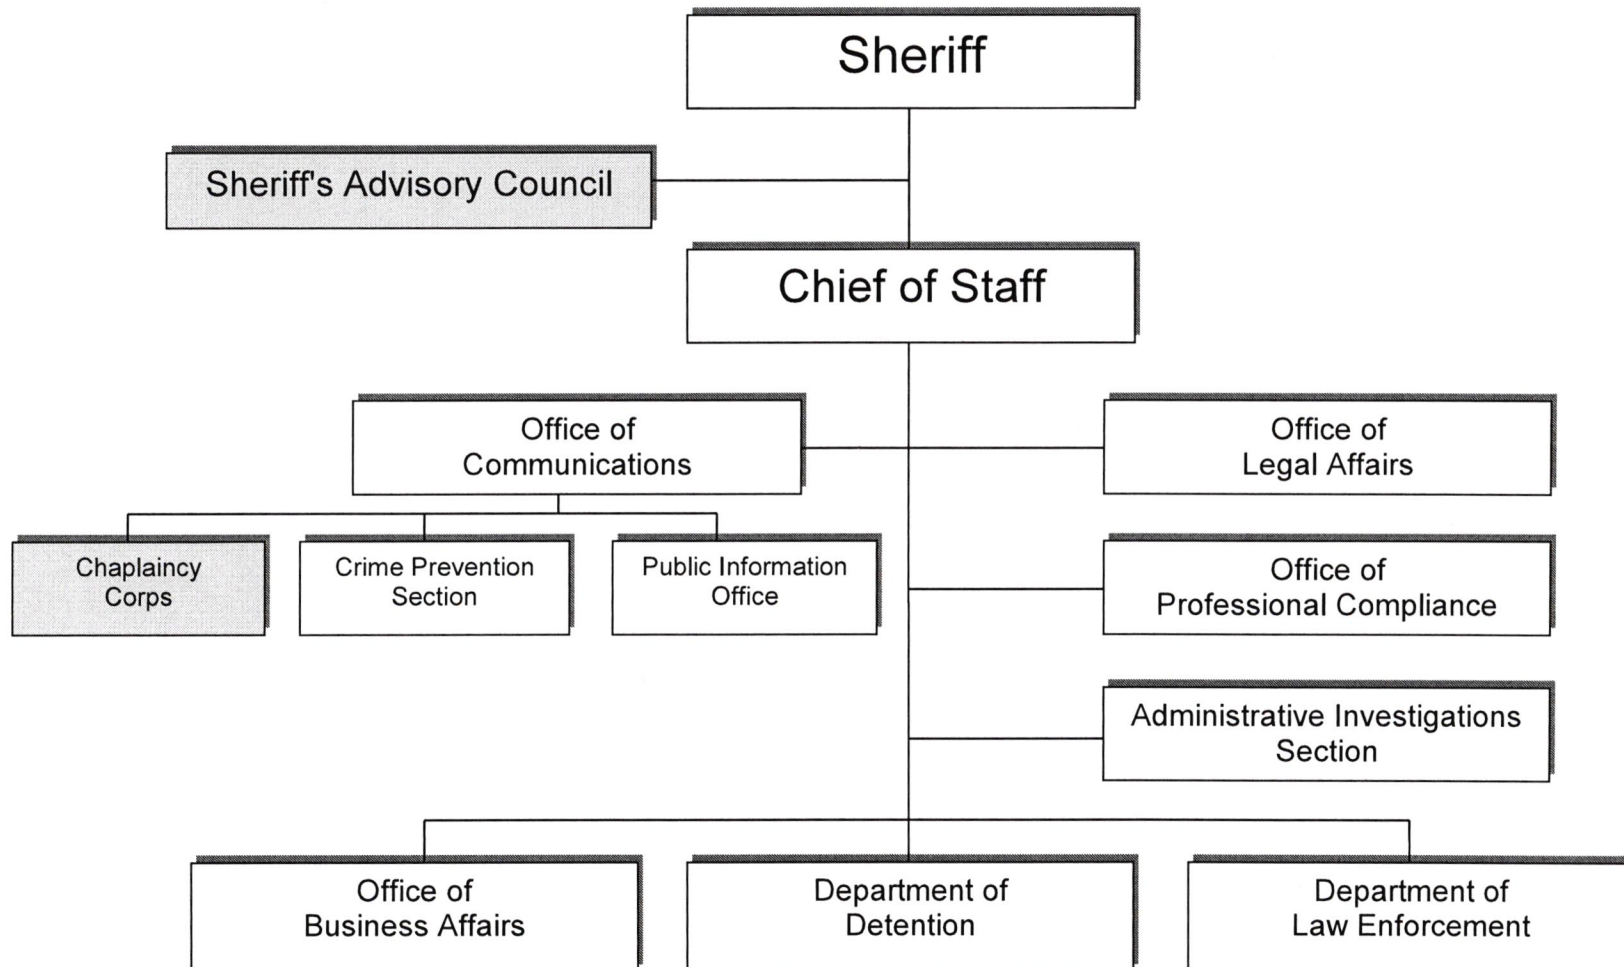 Sheriff
Sheriff's Advisory Council
Chief of Staff
Office of
Communications
Office of
Legal Affairs
Chaplaincy
Corps
Crime Prevention
Section
Public Information
Office
Office of
Professional Compliance
Administrative Investigations
Section
Office of
Business Affairs
Department of
Detention
Department of
Law Enforcement